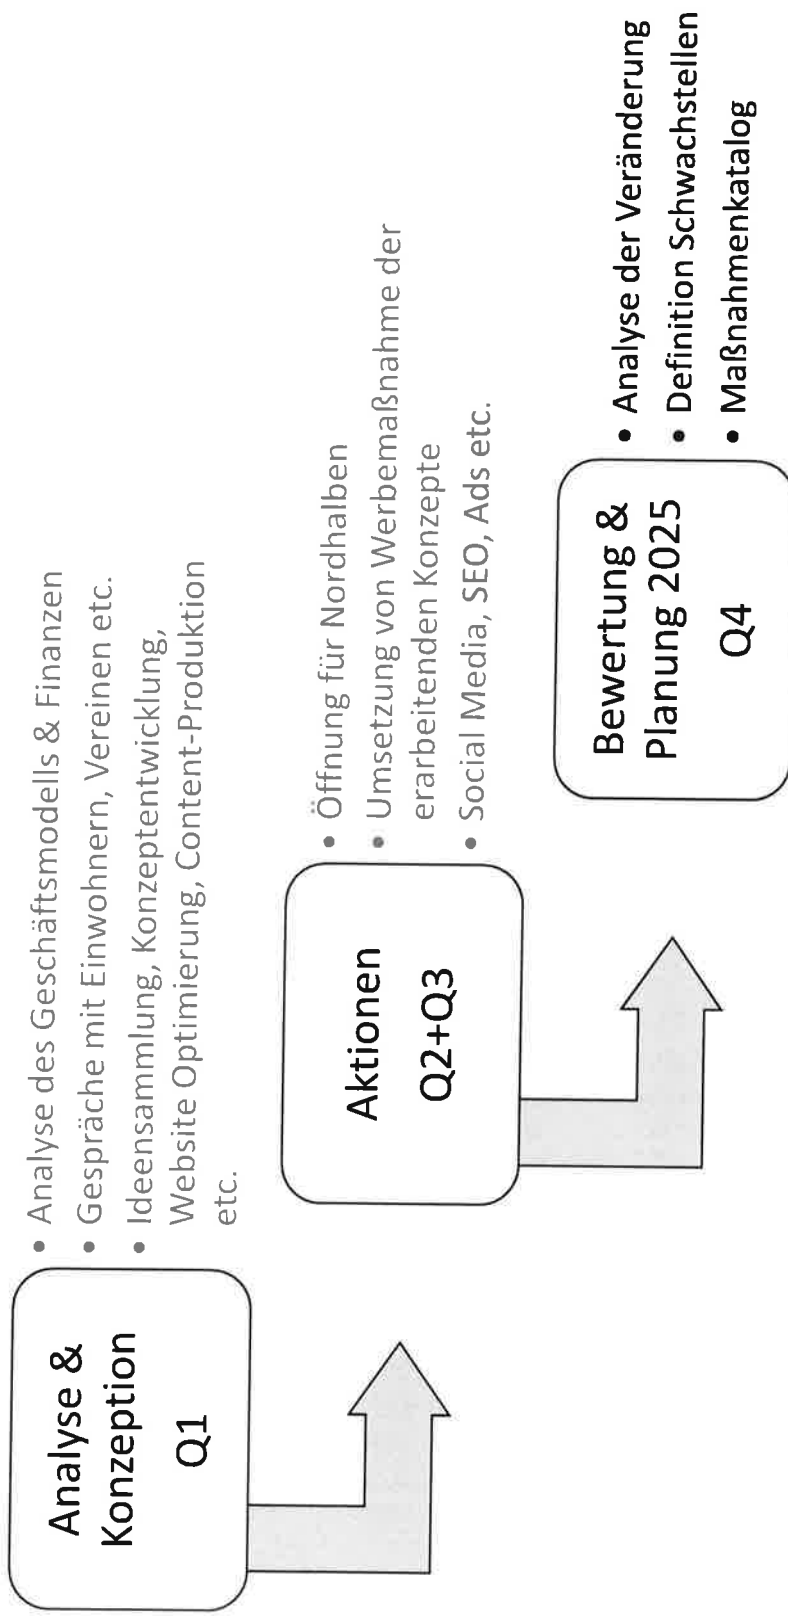 Analyse &
Konzeption
Q1
• Analyse des Geschäftsmodells & Finanzen
• Gespräche mit Einwohnern, Vereinen etc.
• Ideensammlung, Konzeptentwicklung,
Website Optimierung, Content-Produktion
etc.
Aktionen
Q2+Q3
• Öffnung für Nordhalben
• Umsetzung von Werbemaßnahme der
erarbeitenden Konzepte
• Social Media, SEO, Ads etc.
Bewertung &
Planung 2025
Q4
• Analyse der Veränderung
• Definition Schwachstellen
• Maßnahmenkatalog